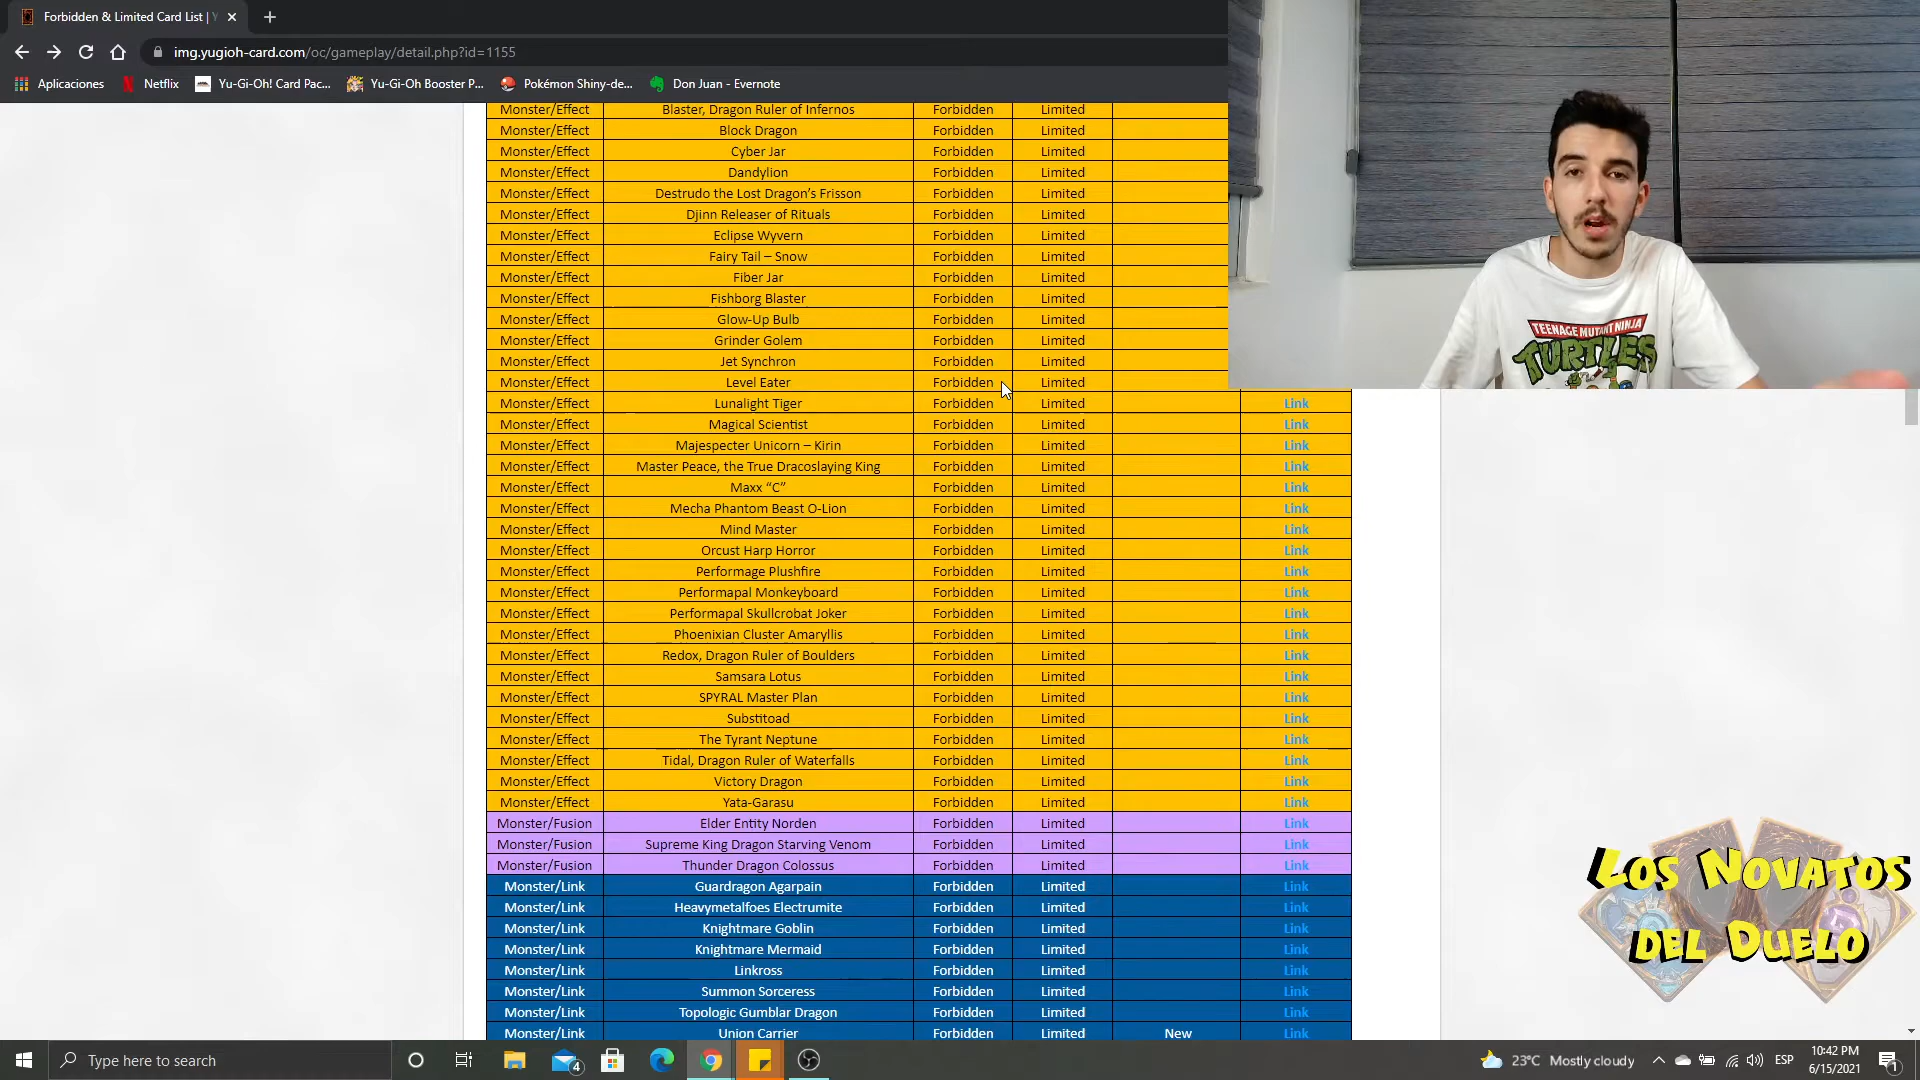 Forbidden & Limited Card List | Y
img.yugioh-card.com/oc/gameplay/detail.php?id=1155
Aplicaciones Netflix Yu-Gi-Oh! Card Pac... Yu-Gi-Oh Booster P... Pokémon Shiny-de... Don Juan - Evernote
Monster/Effect Blaster, Dragon Ruler of Infernos Forbidden Limited
Monster/Effect Block Dragon Forbidden Limited
Monster/Effect Cyber Jar Forbidden Limited
Monster/Effect Dandylion Forbidden Limited
Monster/Effect Destrudo the Lost Dragon’s Frisson Forbidden Limited
Monster/Effect Djinn Releaser of Rituals Forbidden Limited
Monster/Effect Eclipse Wyvern Forbidden Limited
Monster/Effect Fairy Tail – Snow Forbidden Limited
Monster/Effect Fiber Jar Forbidden Limited
Monster/Effect Fishborg Blaster Forbidden Limited
Monster/Effect Glow-Up Bulb Forbidden Limited
Monster/Effect Grinder Golem Forbidden Limited
Monster/Effect Jet Synchron Forbidden Limited
Monster/Effect Level Eater Forbidden Limited
Monster/Effect Lunalight Tiger Forbidden Limited Link
Monster/Effect Magical Scientist Forbidden Limited Link
Monster/Effect Majespecter Unicorn – Kirin Forbidden Limited Link
Monster/Effect Master Peace, the True Dracoslaying King Forbidden Limited Link
Monster/Effect Maxx “C” Forbidden Limited Link
Monster/Effect Mecha Phantom Beast O-Lion Forbidden Limited Link
Monster/Effect Mind Master Forbidden Limited Link
Monster/Effect Orcust Harp Horror Forbidden Limited Link
Monster/Effect Performage Plushfire Forbidden Limited Link
Monster/Effect Performapal Monkeyboard Forbidden Limited Link
Monster/Effect Performapal Skullcrobat Joker Forbidden Limited Link
Monster/Effect Phoenixian Cluster Amaryllis Forbidden Limited Link
Monster/Effect Redox, Dragon Ruler of Boulders Forbidden Limited Link
Monster/Effect Samsara Lotus Forbidden Limited Link
Monster/Effect SPYRAL Master Plan Forbidden Limited Link
Monster/Effect Substitoad Forbidden Limited Link
Monster/Effect The Tyrant Neptune Forbidden Limited Link
Monster/Effect Tidal, Dragon Ruler of Waterfalls Forbidden Limited Link
Monster/Effect Victory Dragon Forbidden Limited Link
Monster/Effect Yata-Garasu Forbidden Limited Link
Monster/Fusion Elder Entity Norden Forbidden Limited Link
Monster/Fusion Supreme King Dragon Starving Venom Forbidden Limited Link
Monster/Fusion Thunder Dragon Colossus Forbidden Limited Link
Monster/Link Guardragon Agarpain Forbidden Limited Link
Monster/Link Heavymetalfoes Electrumite Forbidden Limited Link
Monster/Link Knightmare Goblin Forbidden Limited Link
Monster/Link Knightmare Mermaid Forbidden Limited Link
Monster/Link Linkross Forbidden Limited Link
Monster/Link Summon Sorceress Forbidden Limited Link
Monster/Link Topologic Gumblar Dragon Forbidden Limited Link
Monster/Link Union Carrier Forbidden Limited New Link
TEENAGE MUTANT NINJA
TURTLES
LOS NOVATOS
DEL DUELO
Type here to search
4
23°C Mostly cloudy
ESP
10:42 PM
6/15/2021
1